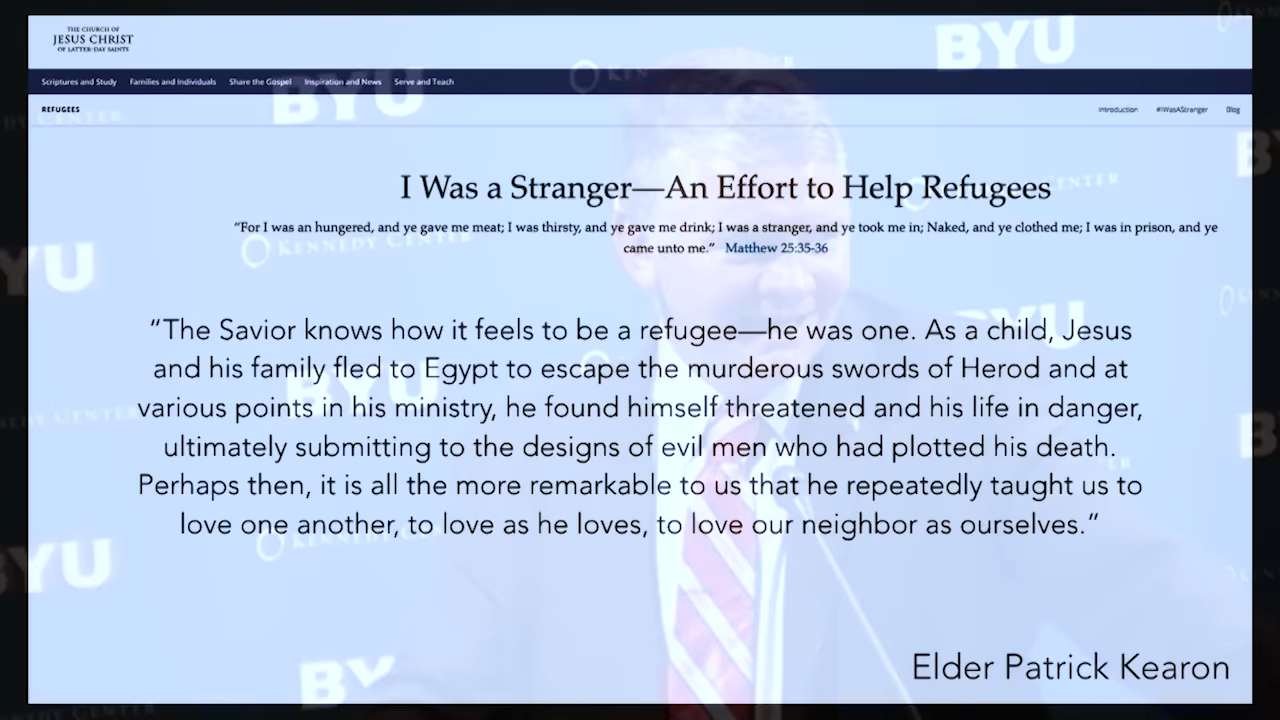 THE CHURCH OF
JESUS CHRIST
OF LATTER-DAY SAINTS
BYU
Scriptures and Study Families and Individuals Share the Gospel Inspiration and News Serve and Teach
BYU
REFUGEES Introduction #IWasAStranger Blog
I Was a Stranger—An Effort to Help Refugees
“For I was an hungered, and ye gave me meat; I was thirsty, and ye gave me drink; I was a stranger, and ye took me in; Naked, and ye clothed me; I was in prison, and ye
came unto me.” Matthew 25:35-36
KENNEDY CENTER
“The Savior knows how it feels to be a refugee—he was one. As a child, Jesus
and his family fled to Egypt to escape the murderous swords of Herod and at
various points in his ministry, he found himself threatened and his life in danger,
ultimately submitting to the designs of evil men who had plotted his death.
Perhaps then, it is all the more remarkable to us that he repeatedly taught us to
love one another, to love as he loves, to love our neighbor as ourselves.”
Elder Patrick Kearon